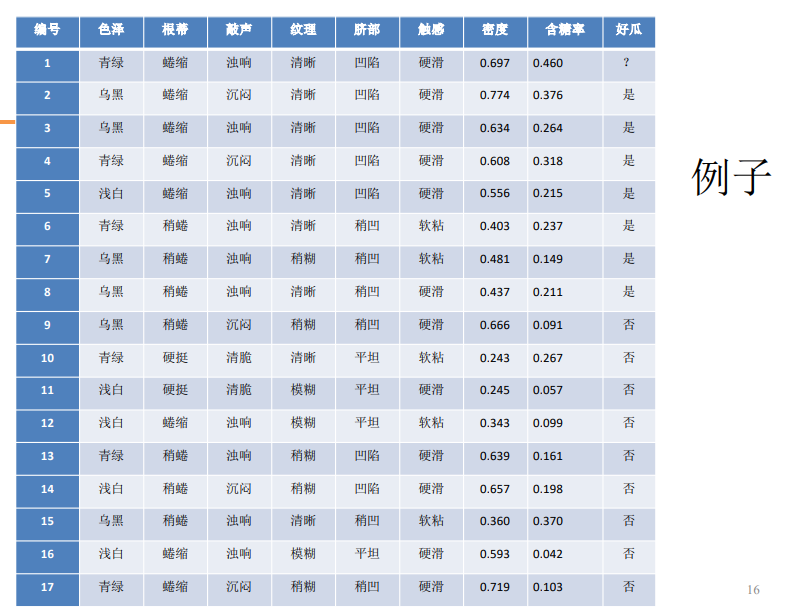 编号 色泽 根蒂 敲声 纹理 脐部 触感 密度 含糖率 好瓜
1 青绿 蜷缩 浊响 清晰 凹陷 硬滑 0.697 0.460 ?
2 乌黑 蜷缩 沉闷 清晰 凹陷 硬滑 0.774 0.376 是
3 乌黑 蜷缩 浊响 清晰 凹陷 硬滑 0.634 0.264 是
4 青绿 蜷缩 沉闷 清晰 凹陷 硬滑 0.608 0.318 是
5 浅白 蜷缩 浊响 清晰 凹陷 硬滑 0.556 0.215 是
6 青绿 稍蜷 浊响 清晰 稍凹 软粘 0.403 0.237 是
7 乌黑 稍蜷 浊响 稍糊 稍凹 软粘 0.481 0.149 是
8 乌黑 稍蜷 浊响 清晰 稍凹 硬滑 0.437 0.211 是
9 乌黑 稍蜷 沉闷 稍糊 稍凹 硬滑 0.666 0.091 否
10 青绿 硬挺 清脆 清晰 平坦 软粘 0.243 0.267 否
11 浅白 硬挺 清脆 模糊 平坦 硬滑 0.245 0.057 否
12 浅白 蜷缩 浊响 模糊 平坦 软粘 0.343 0.099 否
13 青绿 稍蜷 浊响 稍糊 凹陷 硬滑 0.639 0.161 否
14 浅白 稍蜷 沉闷 稍糊 凹陷 硬滑 0.657 0.198 否
15 乌黑 稍蜷 浊响 清晰 稍凹 软粘 0.360 0.370 否
16 浅白 蜷缩 浊响 模糊 平坦 硬滑 0.593 0.042 否
17 青绿 蜷缩 沉闷 稍糊 稍凹 硬滑 0.719 0.103 否
例子
16